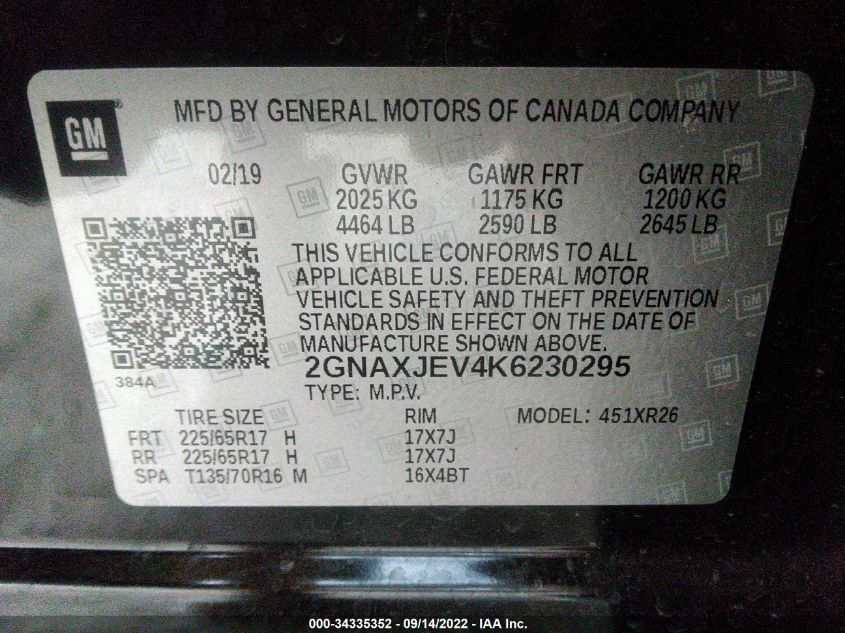 GM
MFD BY GENERAL MOTORS OF CANADA COMPANY
02/19 GVWR GAWR FRT GAWR RR
2025 KG 1175 KG 1200 KG
4464 LB 2590 LB 2645 LB
THIS VEHICLE CONFORMS TO ALL
APPLICABLE U.S. FEDERAL MOTOR
VEHICLE SAFETY AND THEFT PREVENTION
STANDARDS IN EFFECT ON THE DATE OF
MANUFACTURE SHOWN ABOVE.
384A
2GNAXJEV4K6230295
TYPE: M.P.V.
TIRE SIZE RIM MODEL: 451XR26
FRT 225/65R17 H 17X7J
RR 225/65R17 H 17X7J
SPA T135/70R16 M 16X4BT
000-34335352 - 09/14/2022 - IAAI.com